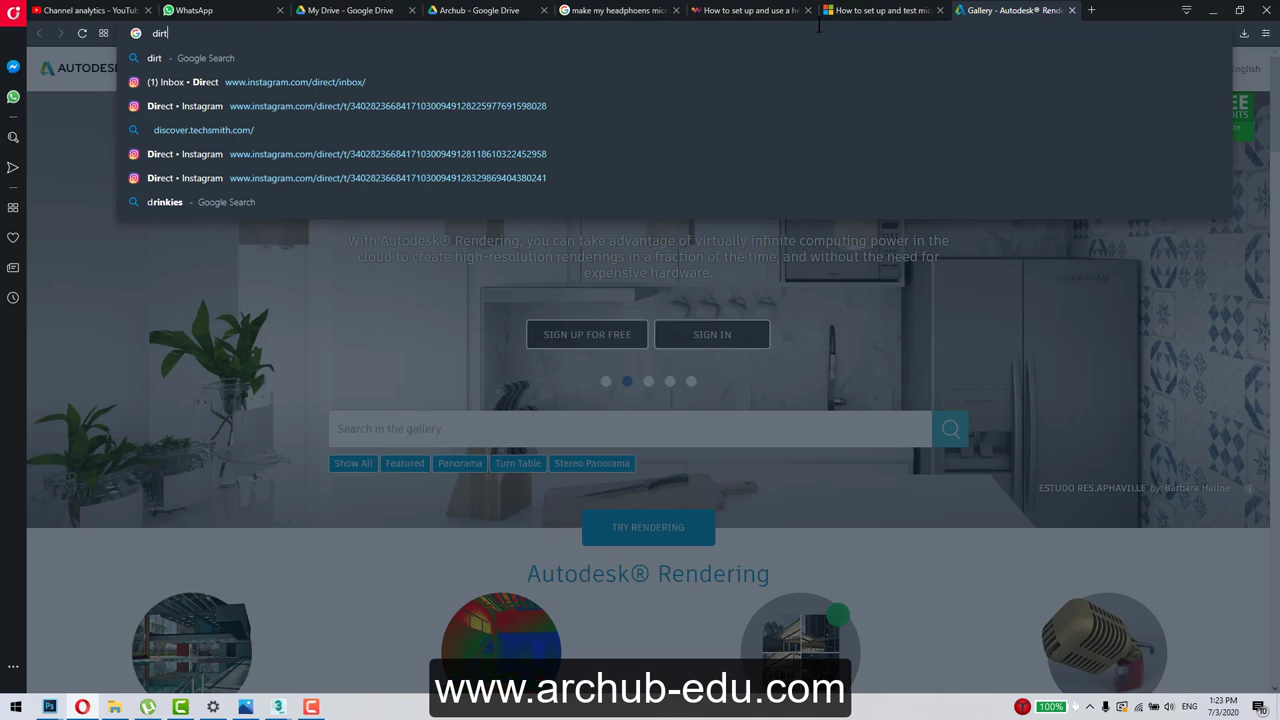 Channel analytics - YouTub
WhatsApp
My Drive - Google Drive
Archub - Google Drive
make my headphoens mic
How to set up and use a he
How to set up and test mic
Gallery - Autodesk® Rende
dirt
dirt - Google Search
(1) Inbox • Direct www.instagram.com/direct/inbox/
Direct • Instagram www.instagram.com/direct/t/340282366841710300949128225977691598028
discover.techsmith.com/
Direct • Instagram www.instagram.com/direct/t/340282366841710300949128118610322452958
Direct • Instagram www.instagram.com/direct/t/340282366841710300949128329869404380241
drinkies - Google Search
AUTODES
English
EE
DITS
With Autodesk® Rendering, you can take advantage of virtually infinite computing power in the
cloud to create high-resolution renderings in a fraction of the time, and without the need for
expensive hardware.
SIGN UP FOR FREE
SIGN IN
Search in the gallery
Show All
Featured
Panorama
Turn Table
Stereo Panorama
ESTUDO RES.APHAVILLE by Bárbara Haline
TRY RENDERING
Autodesk® Rendering
www.archub-edu.com
100%
ENG
1:23 PM
7/3/2020